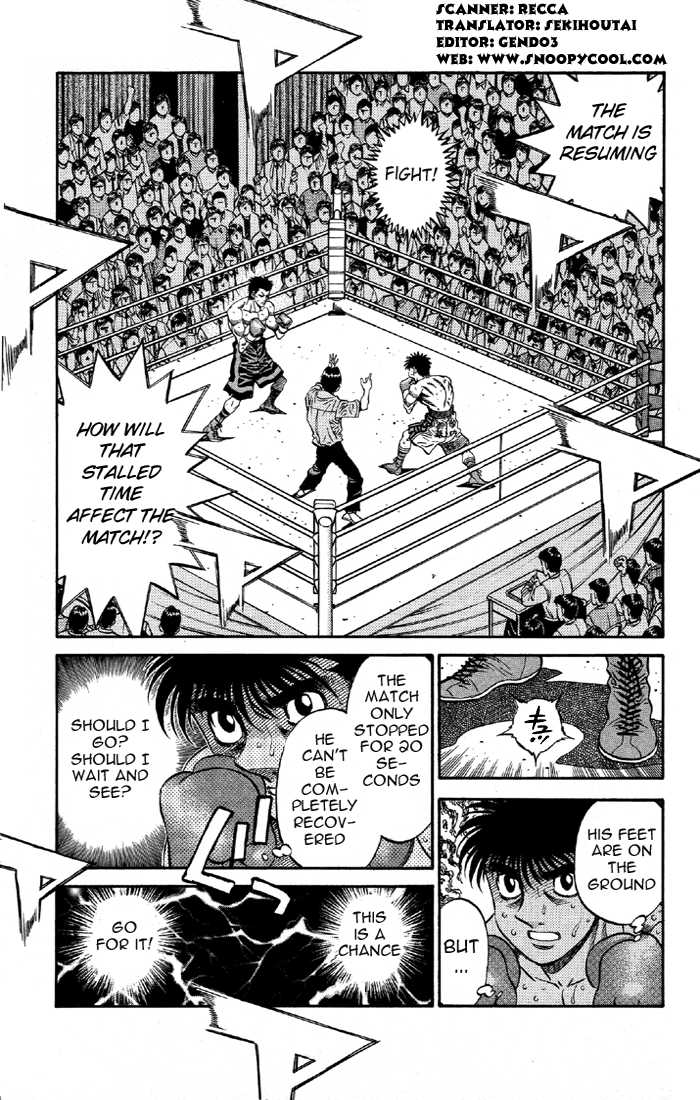 SCANNER: RECCA
TRANSLATOR: SEKIHOUTAI
EDITOR: GENDO3
WEB: WWW.SNOOPYCOOL.COM
THE
MATCH IS
RESUMING
FIGHT!
HOW WILL
THAT
STALLED
TIME
AFFECT THE
MATCH!?
HIS FEET
ARE ON
THE
GROUND
BUT
...
THE
MATCH
ONLY
STOPPED
FOR 20
SE-
CONDS
HE
CAN'T
BE
COM-
PLETELY
RECOV-
ERED
SHOULD I
GO?
SHOULD I
WAIT AND
SEE?
THIS
IS A
CHANCE
GO
FOR IT!